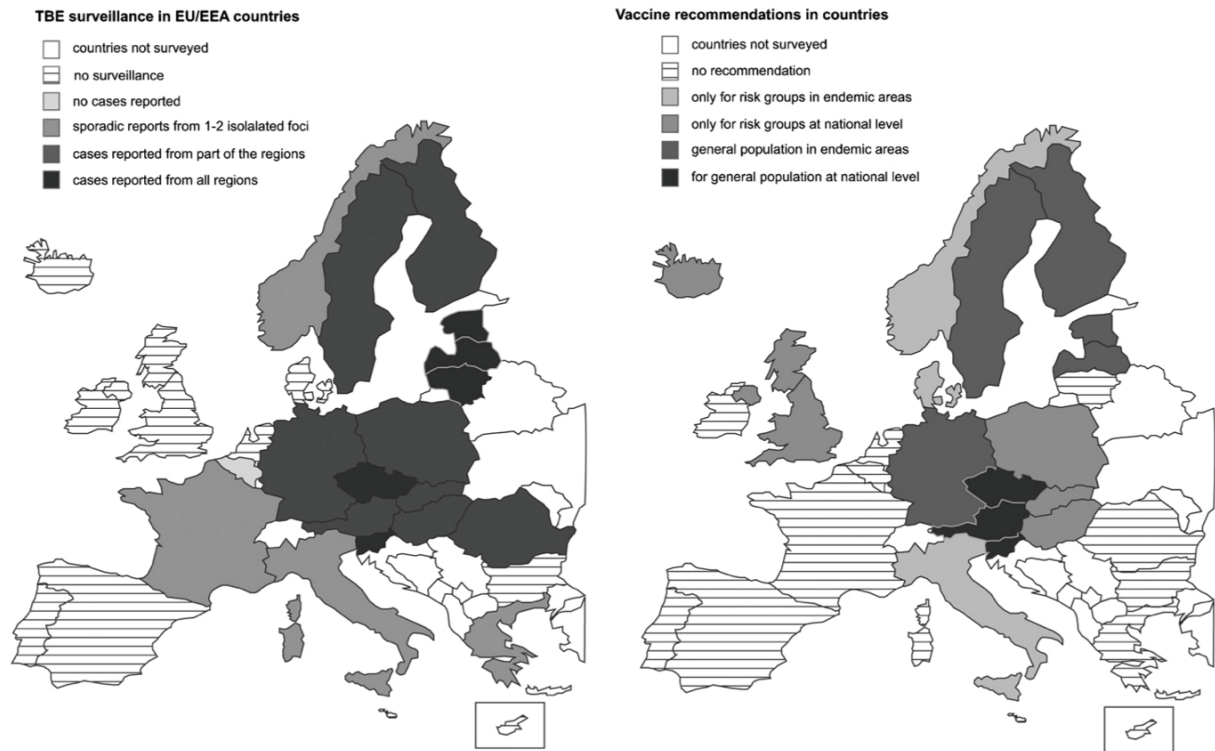 TBE surveillance in EU/EEA countries
countries not surveyed
no surveillance
no cases reported
sporadic reports from 1-2 isolalated foci
cases reported from part of the regions
cases reported from all regions
Vaccine recommendations in countries
countries not surveyed
no recommendation
only for risk groups in endemic areas
only for risk groups at national level
general population in endemic areas
for general population at national level